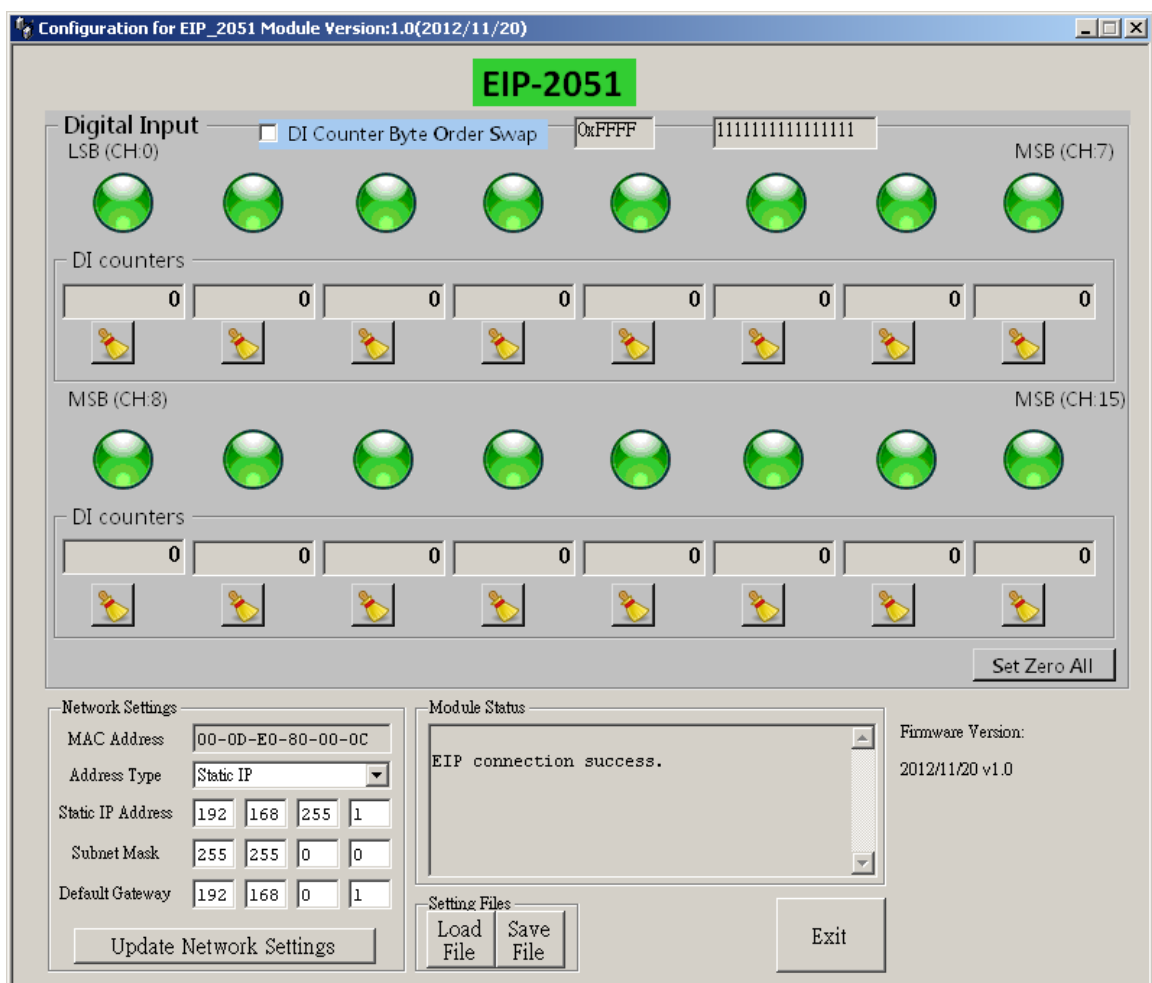 Configuration for EIP_2051 Module Version:1.0(2012/11/20)
EIP-2051
Digital Input
DI Counter Byte Order Swap
0xFFFF
1111111111111111
LSB (CH:0)
MSB (CH:7)
DI counters
0 0 0 0 0 0 0 0
MSB (CH:8)
MSB (CH:15)
DI counters
0 0 0 0 0 0 0 0
Set Zero All
Network Settings
MAC Address 00-0D-E0-80-00-0C
Address Type Static IP
Static IP Address 192 168 255 1
Subnet Mask 255 255 0 0
Default Gateway 192 168 0 1
Update Network Settings
Module Status
EIP connection success.
Setting Files
Load File
Save File
Exit
Firmware Version:
2012/11/20 v1.0